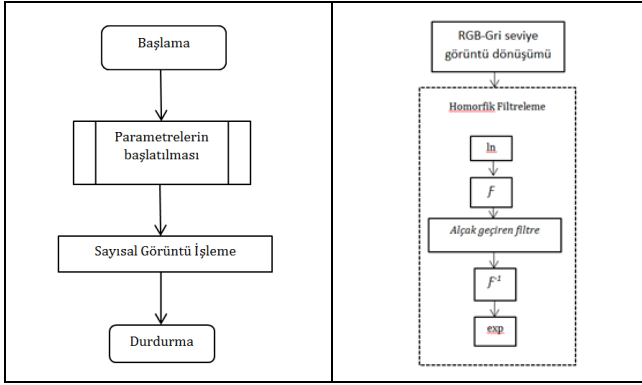 Başlama
Parametrelerin
başlatılması
Sayısal Görüntü İşleme
Durdurma
RGB-Gri seviye
görüntü dönüşümü
Homorfik Filtreleme
ln
F
Alçak geçiren filtre
F⁻¹
exp